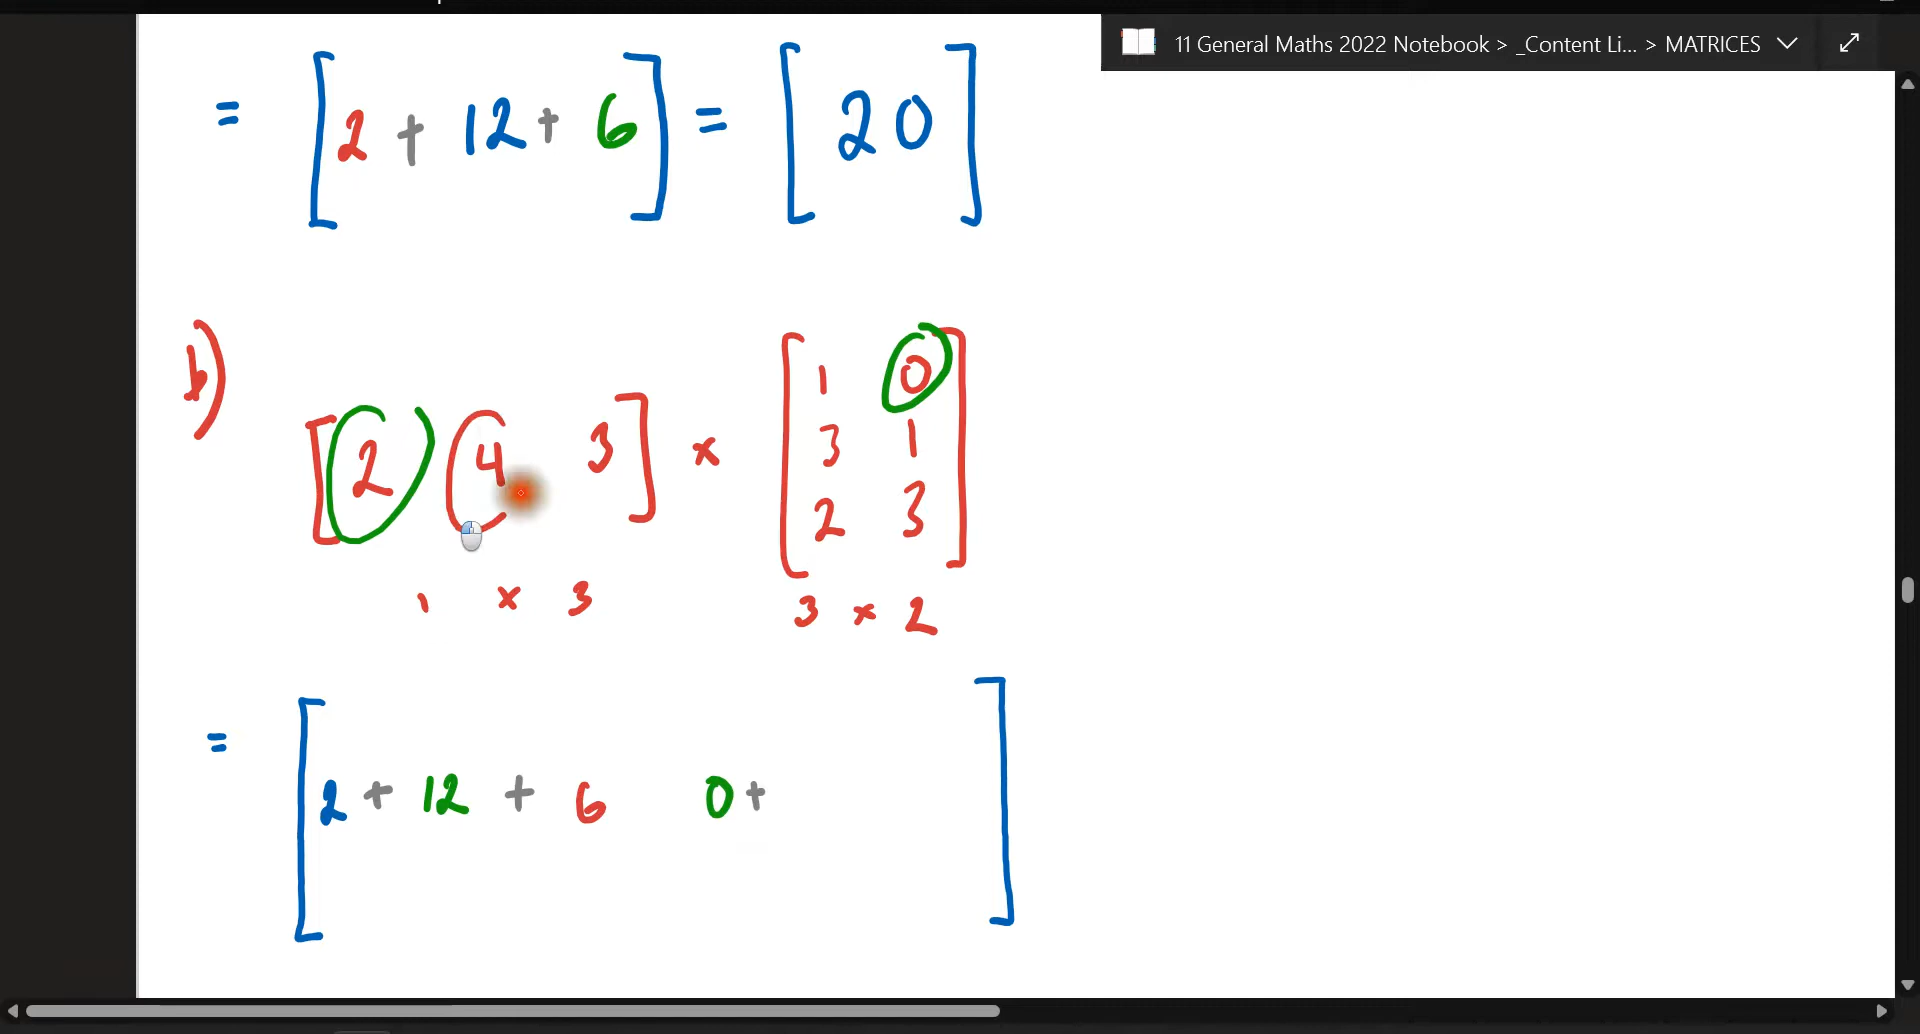 11 General Maths 2022 Notebook > _Content Li... > MATRICES
= [2 + 12 + 6] = [20]
b)
1 0
[2 4 3] × 3 1
2 3
1 × 3 3 × 2
= [2 + 12 + 6 0 + ]